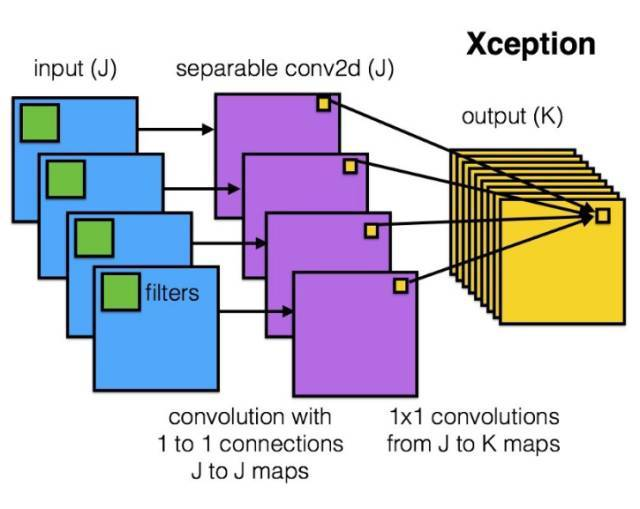 Xception
input (J)
separable conv2d (J)
output (K)
filters
convolution with
1 to 1 connections
J to J maps
1x1 convolutions
from J to K maps